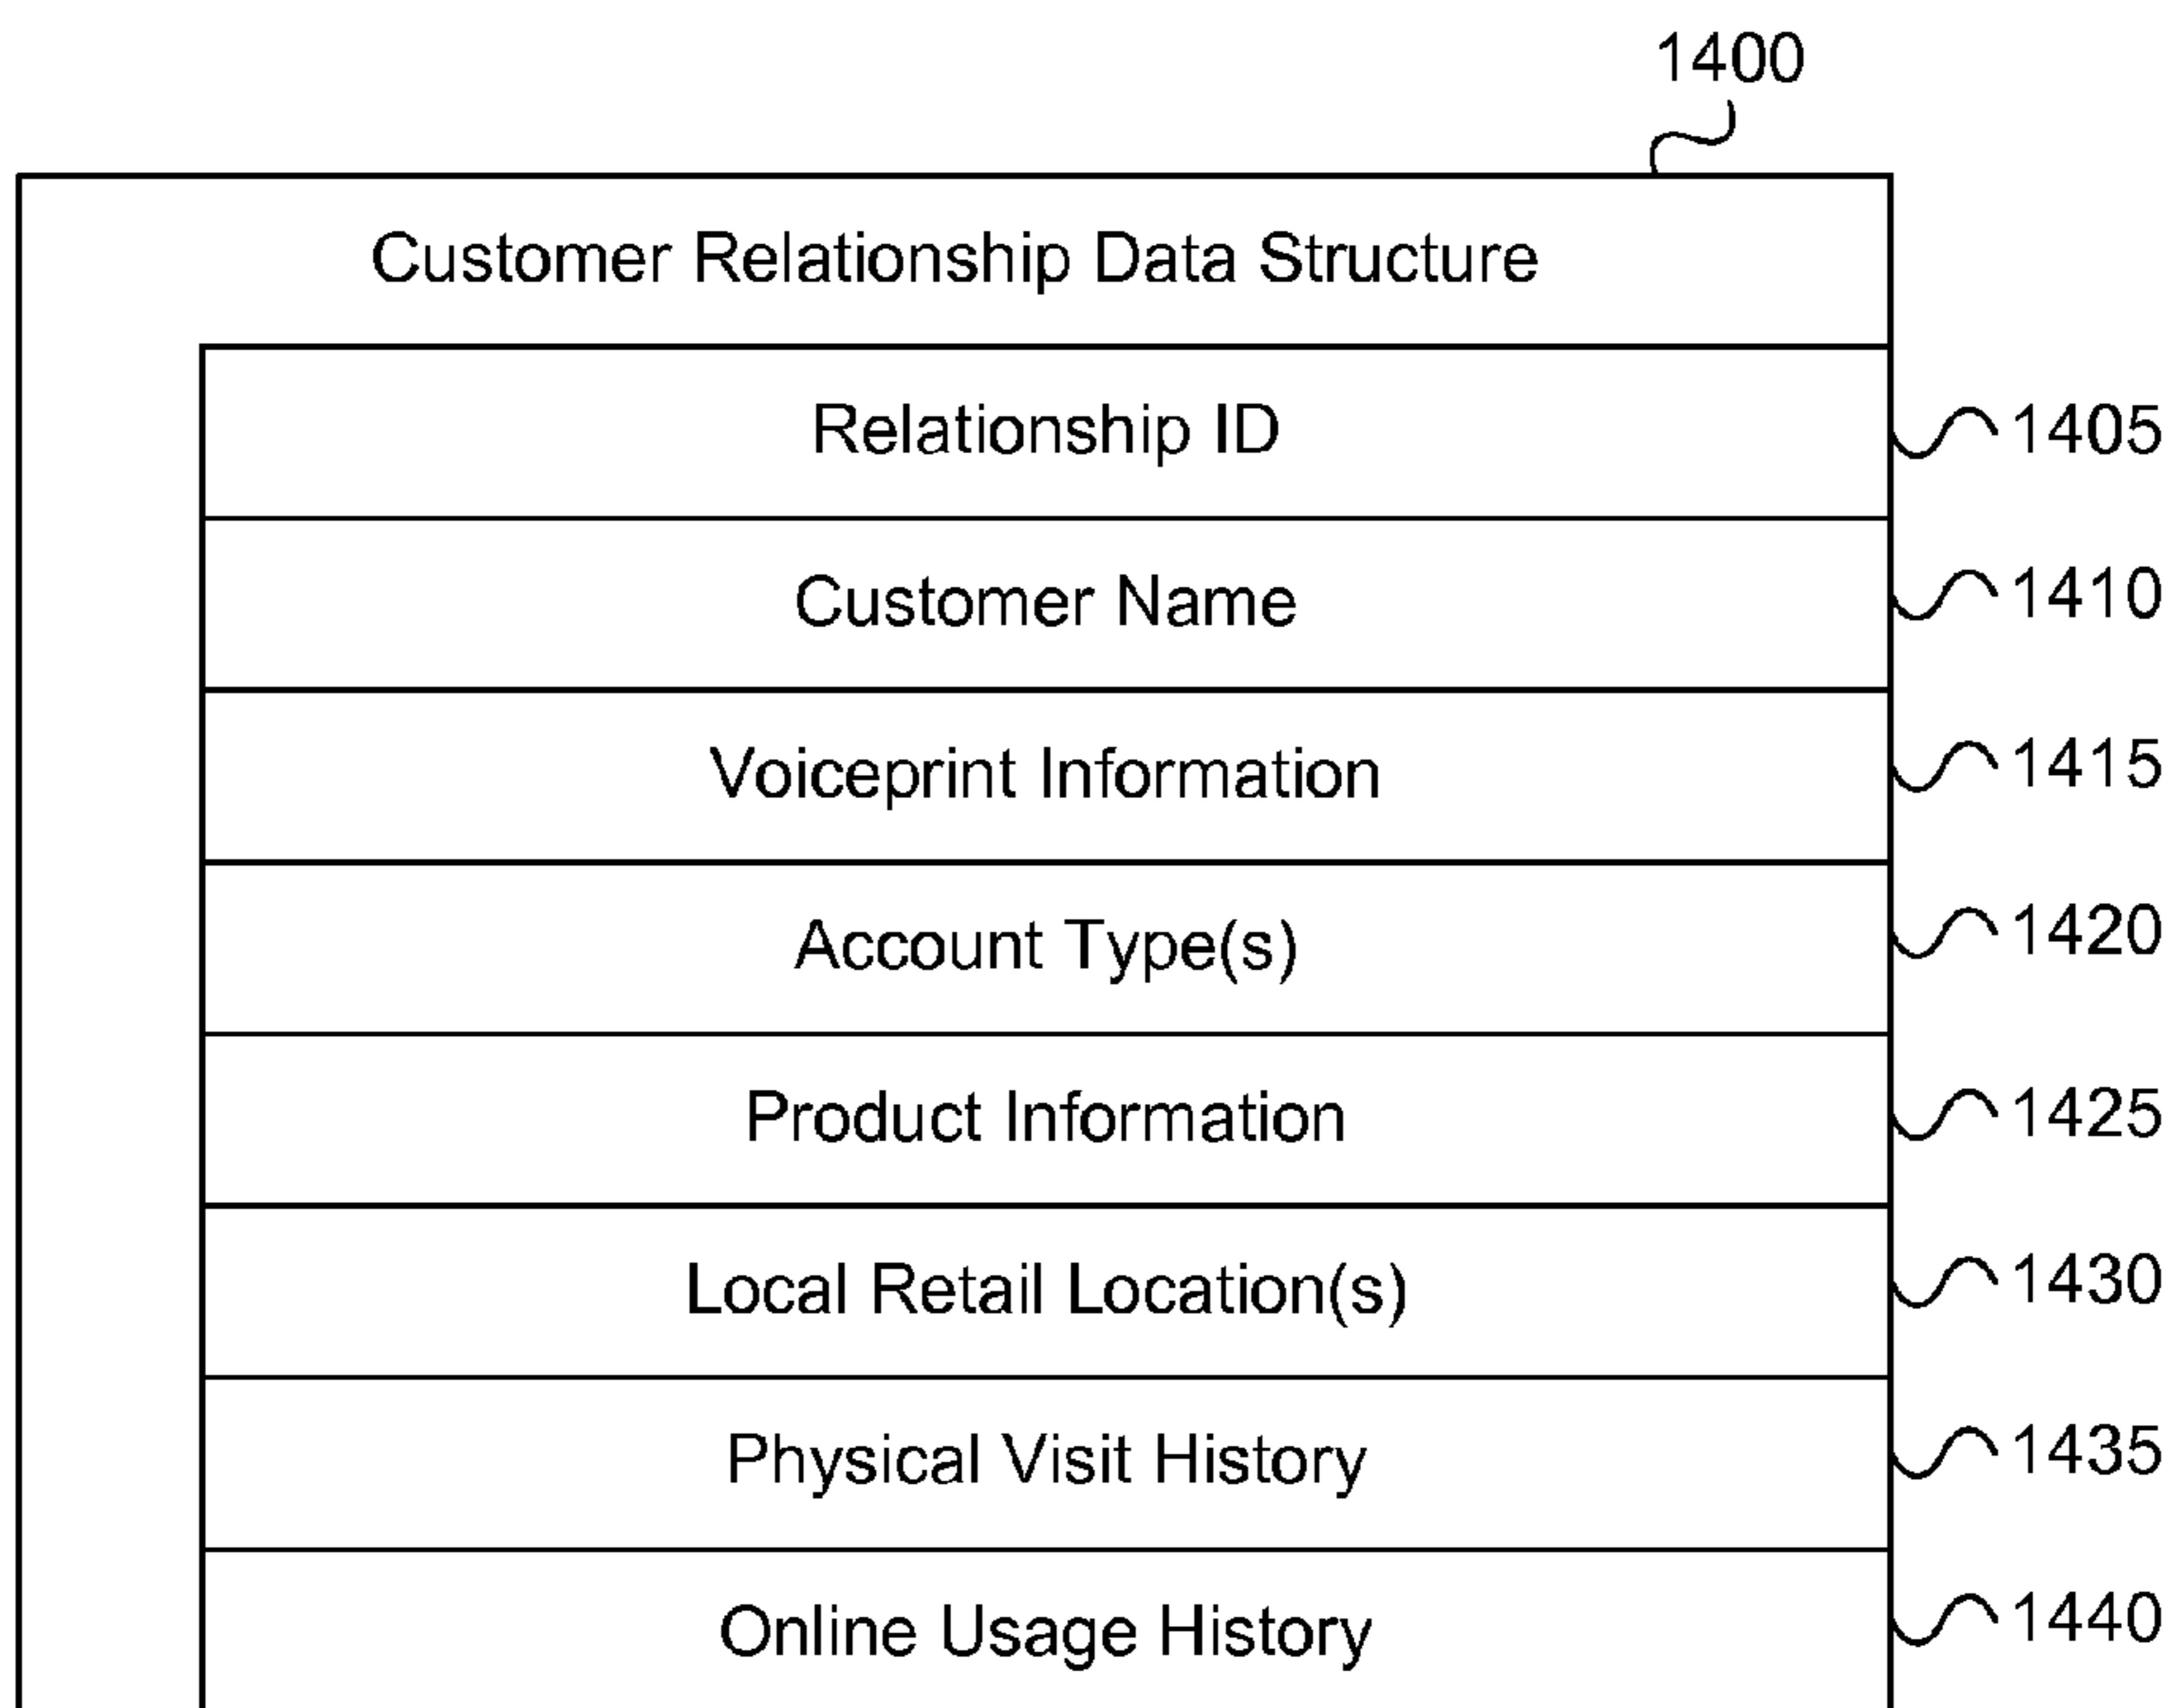 1400
Customer Relationship Data Structure
Relationship ID 1405
Customer Name 1410
Voiceprint Information 1415
Account Type(s) 1420
Product Information 1425
Local Retail Location(s) 1430
Physical Visit History 1435
Online Usage History 1440